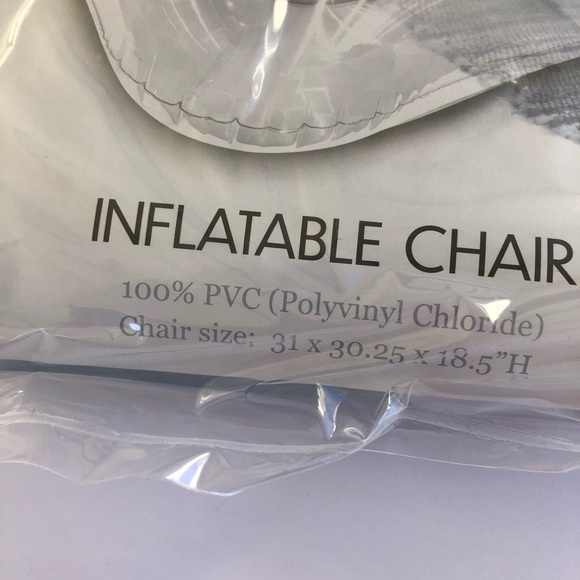 INFLATABLE CHAIR
100% PVC (Polyvinyl Chloride)
Chair size: 31 x 30.25 x 18.5”H